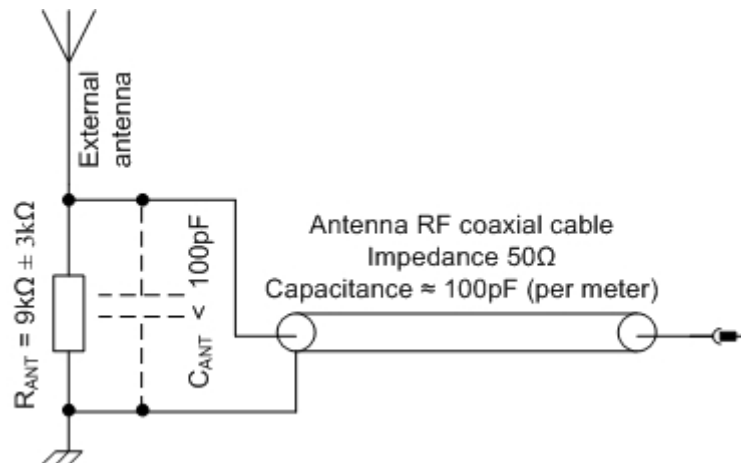 External
antenna
R_ANT = 9kΩ ± 3kΩ
C_ANT < 100pF
Antenna RF coaxial cable
Impedance 50Ω
Capacitance ≈ 100pF (per meter)